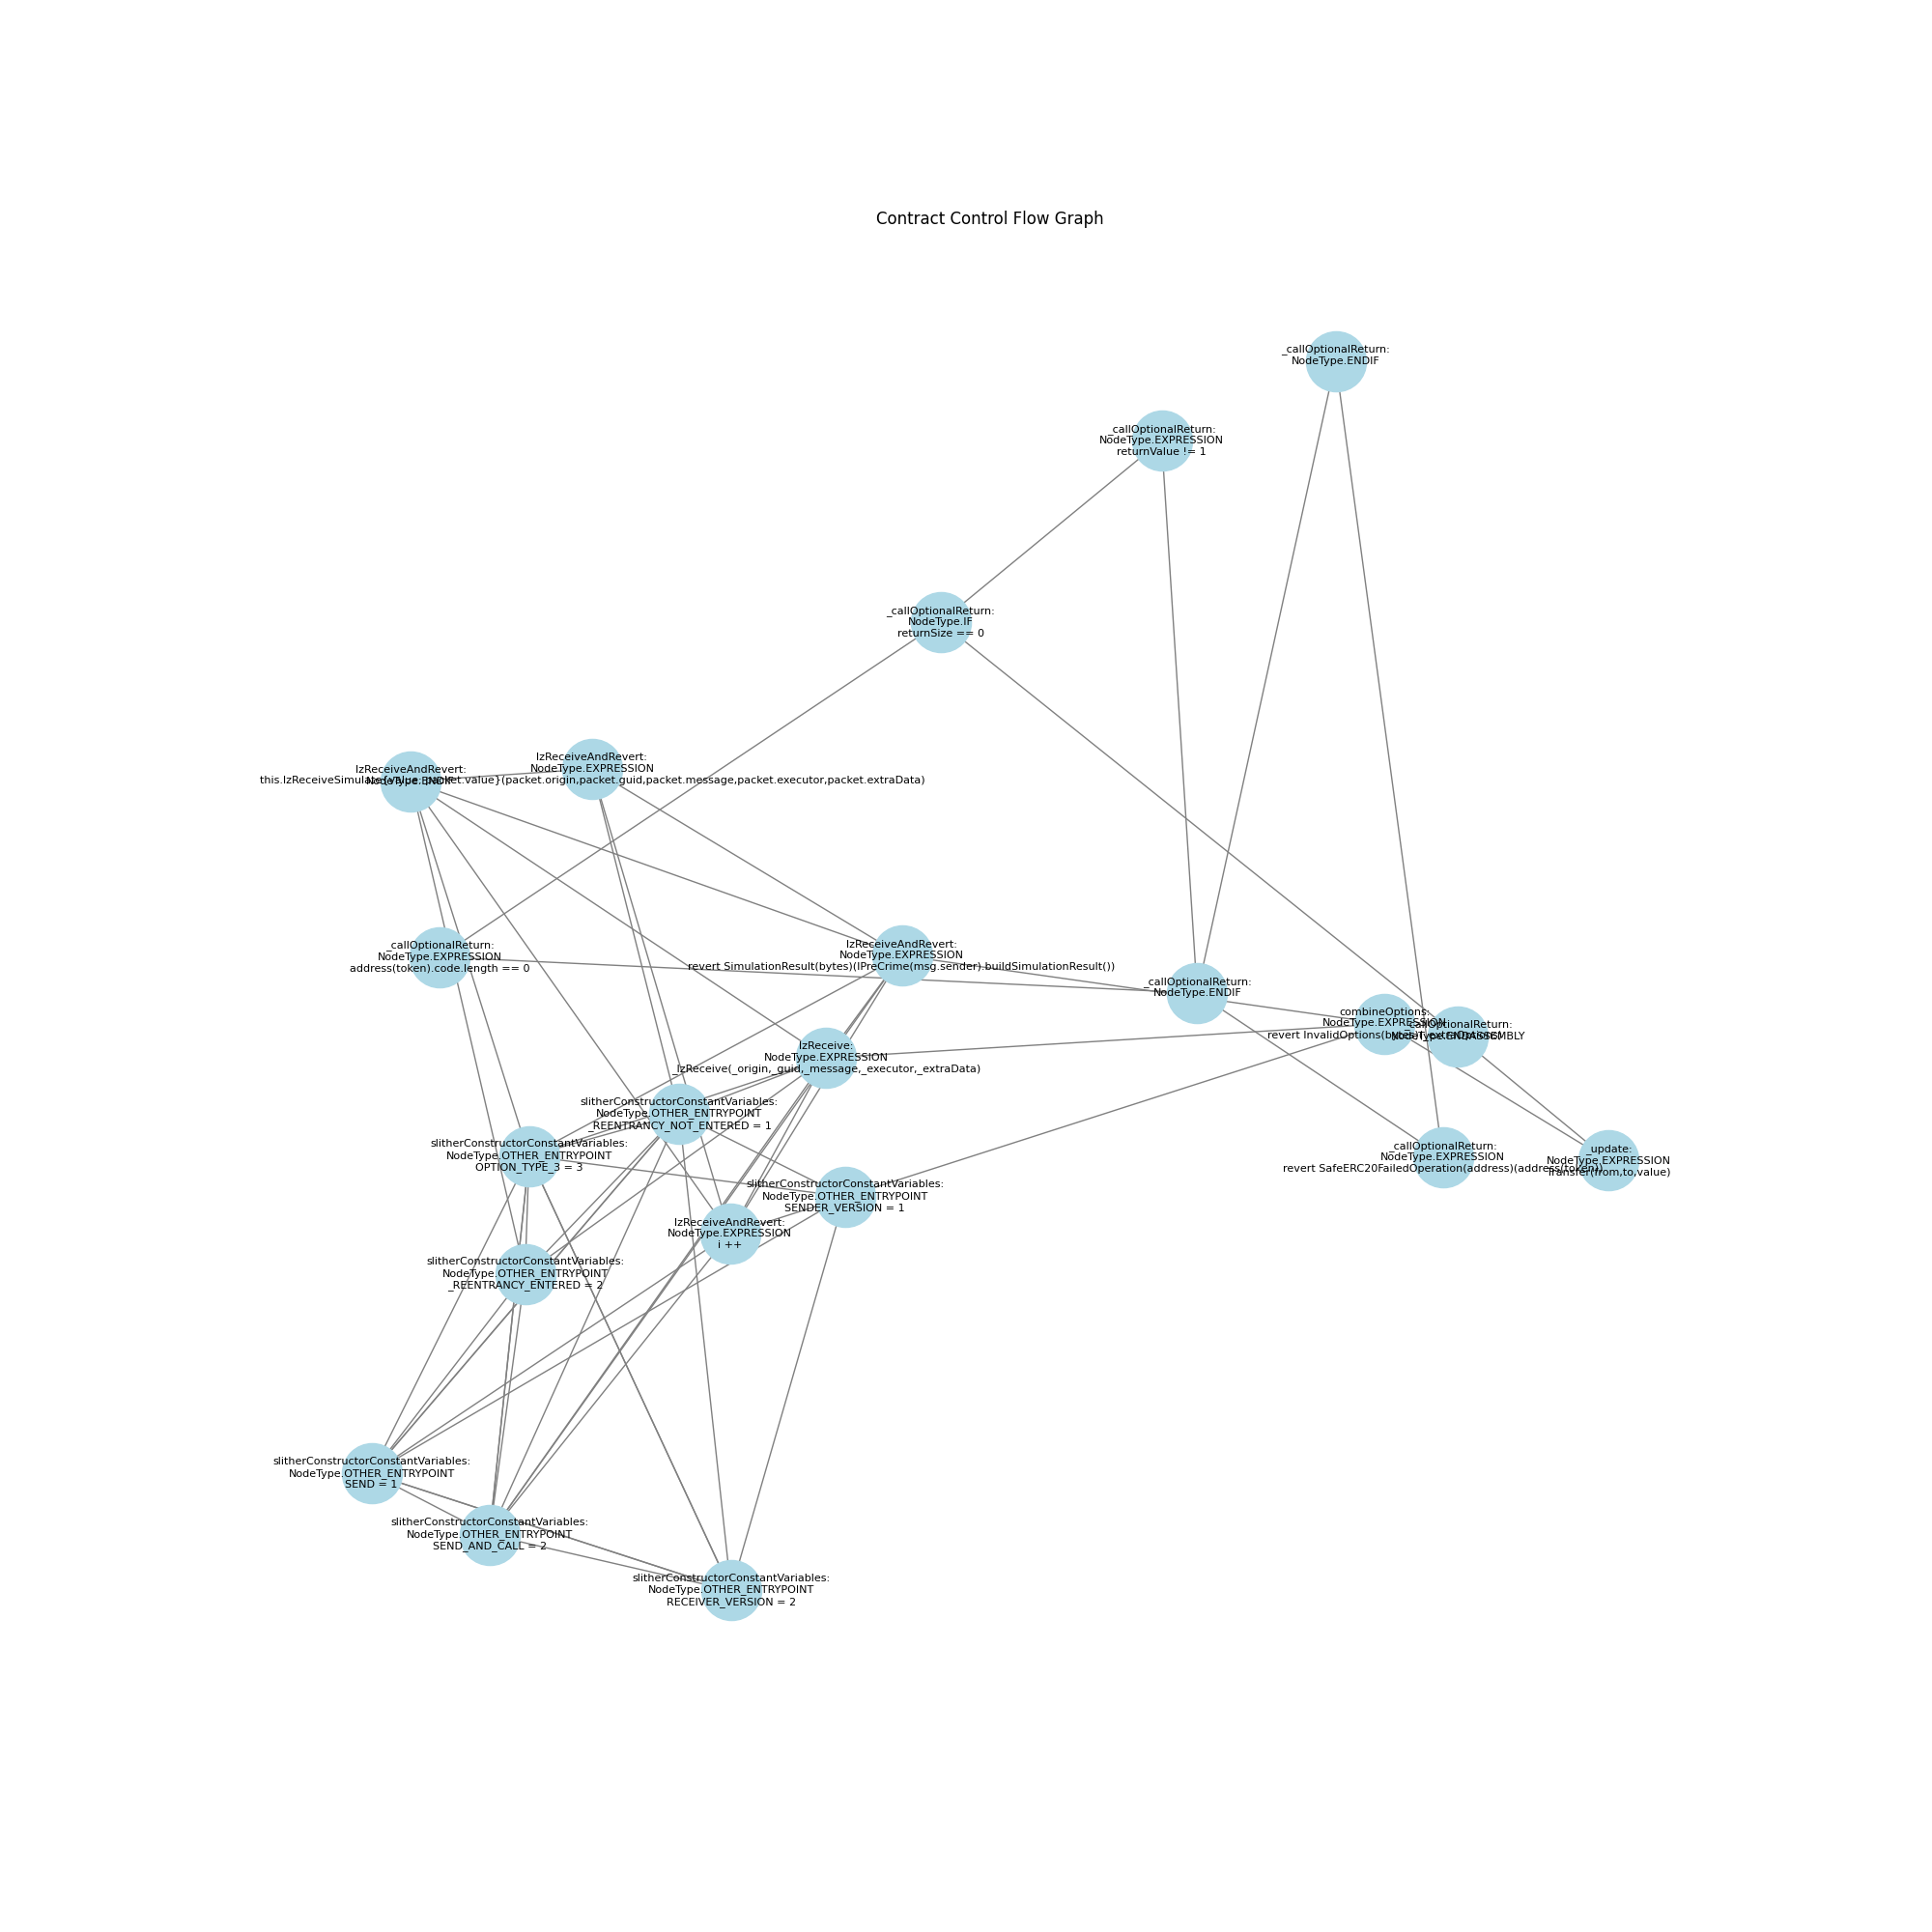 Contract Control Flow Graph
_callOptionalReturn:
NodeType.ENDIF
_callOptionalReturn:
NodeType.EXPRESSION
returnValue != 1
_callOptionalReturn:
NodeType.IF
returnSize == 0
lzReceiveAndRevert:
NodeType.ENDIF
lzReceiveAndRevert:
NodeType.EXPRESSION
this.lzReceiveSimulate{value: packet.value}(packet.origin,packet.guid,packet.message,packet.executor,packet.extraData)
_callOptionalReturn:
NodeType.EXPRESSION
address(token).code.length == 0
lzReceiveAndRevert:
NodeType.EXPRESSION
revert SimulationResult(bytes)(IPreCrime(msg.sender).buildSimulationResult())
_callOptionalReturn:
NodeType.ENDIF
combineOptions:
NodeType.EXPRESSION
revert InvalidOptions(bytes)(_extraOptions)
_callOptionalReturn:
NodeType.ENDASSEMBLY
lzReceive:
NodeType.EXPRESSION
_lzReceive(_origin,_guid,_message,_executor,_extraData)
slitherConstructorConstantVariables:
NodeType.OTHER_ENTRYPOINT
_REENTRANCY_NOT_ENTERED = 1
slitherConstructorConstantVariables:
NodeType.OTHER_ENTRYPOINT
OPTION_TYPE_3 = 3
_callOptionalReturn:
NodeType.EXPRESSION
revert SafeERC20FailedOperation(address)(address(token))
_update:
NodeType.EXPRESSION
Transfer(from,to,value)
slitherConstructorConstantVariables:
NodeType.OTHER_ENTRYPOINT
SENDER_VERSION = 1
lzReceiveAndRevert:
NodeType.EXPRESSION
i ++
slitherConstructorConstantVariables:
NodeType.OTHER_ENTRYPOINT
_REENTRANCY_ENTERED = 2
slitherConstructorConstantVariables:
NodeType.OTHER_ENTRYPOINT
SEND = 1
slitherConstructorConstantVariables:
NodeType.OTHER_ENTRYPOINT
SEND_AND_CALL = 2
slitherConstructorConstantVariables:
NodeType.OTHER_ENTRYPOINT
RECEIVER_VERSION = 2